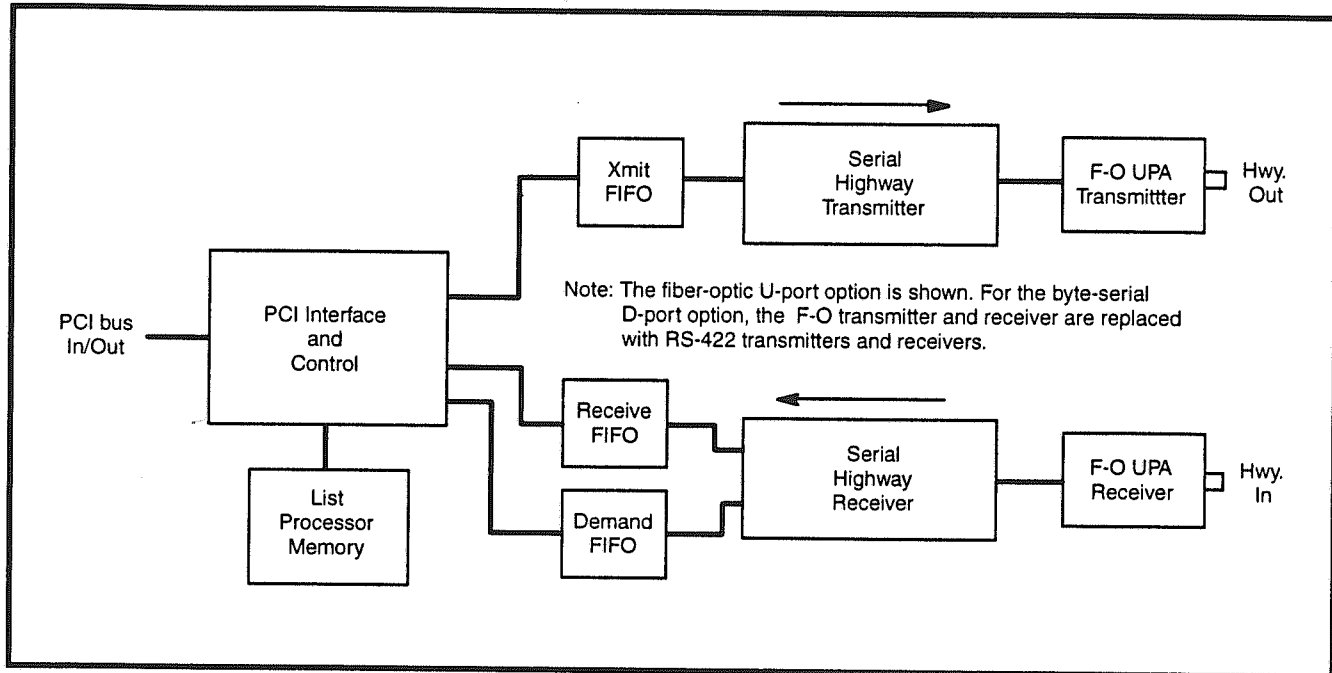 Xmit
FIFO
Serial
Highway
Transmitter
F-O UPA
Transmittter
Hwy.
Out
PCI bus
In/Out
PCI Interface
and
Control
Note: The fiber-optic U-port option is shown. For the byte-serial
D-port option, the F-O transmitter and receiver are replaced
with RS-422 transmitters and receivers.
Receive
FIFO
Serial
Highway
Receiver
F-O UPA
Receiver
Hwy.
In
List
Processor
Memory
Demand
FIFO